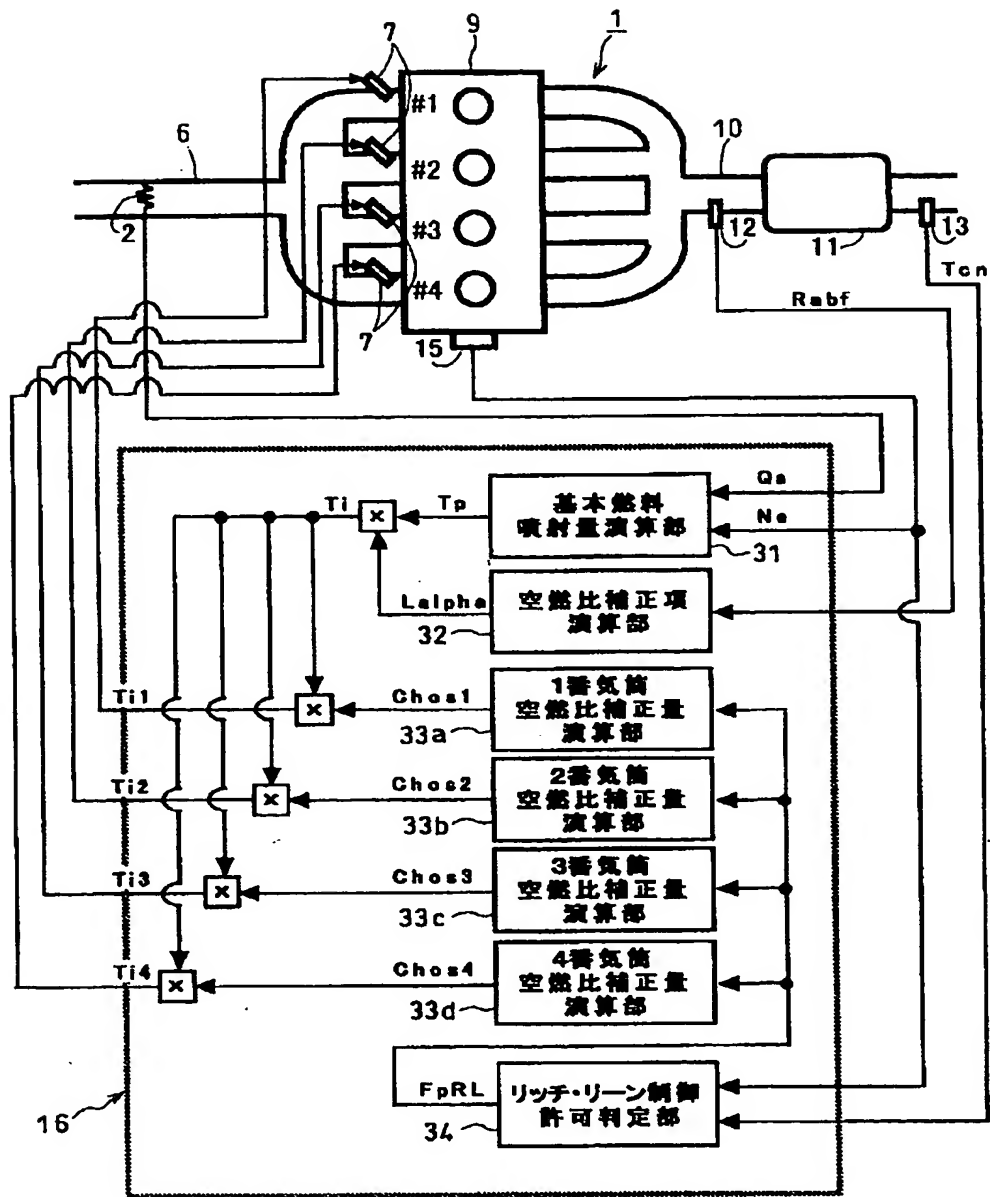 1
9
7
10
6
#1
#2
#3
#4
2
12
11
13
Tcn
Rabf
7
15
Qa
Ti
Tp
基本燃料
噴射量演算部
Ne
31
Lalpha
空燃比補正項
演算部
32
Ti1
Chos1
1番気筒
空燃比補正量
演算部
33a
Ti2
Chos2
2番気筒
空燃比補正量
演算部
33b
Ti3
Chos3
3番気筒
空燃比補正量
演算部
33c
Ti4
Chos4
4番気筒
空燃比補正量
演算部
33d
FpRL
リッチ・リーン制御
許可判定部
34
16